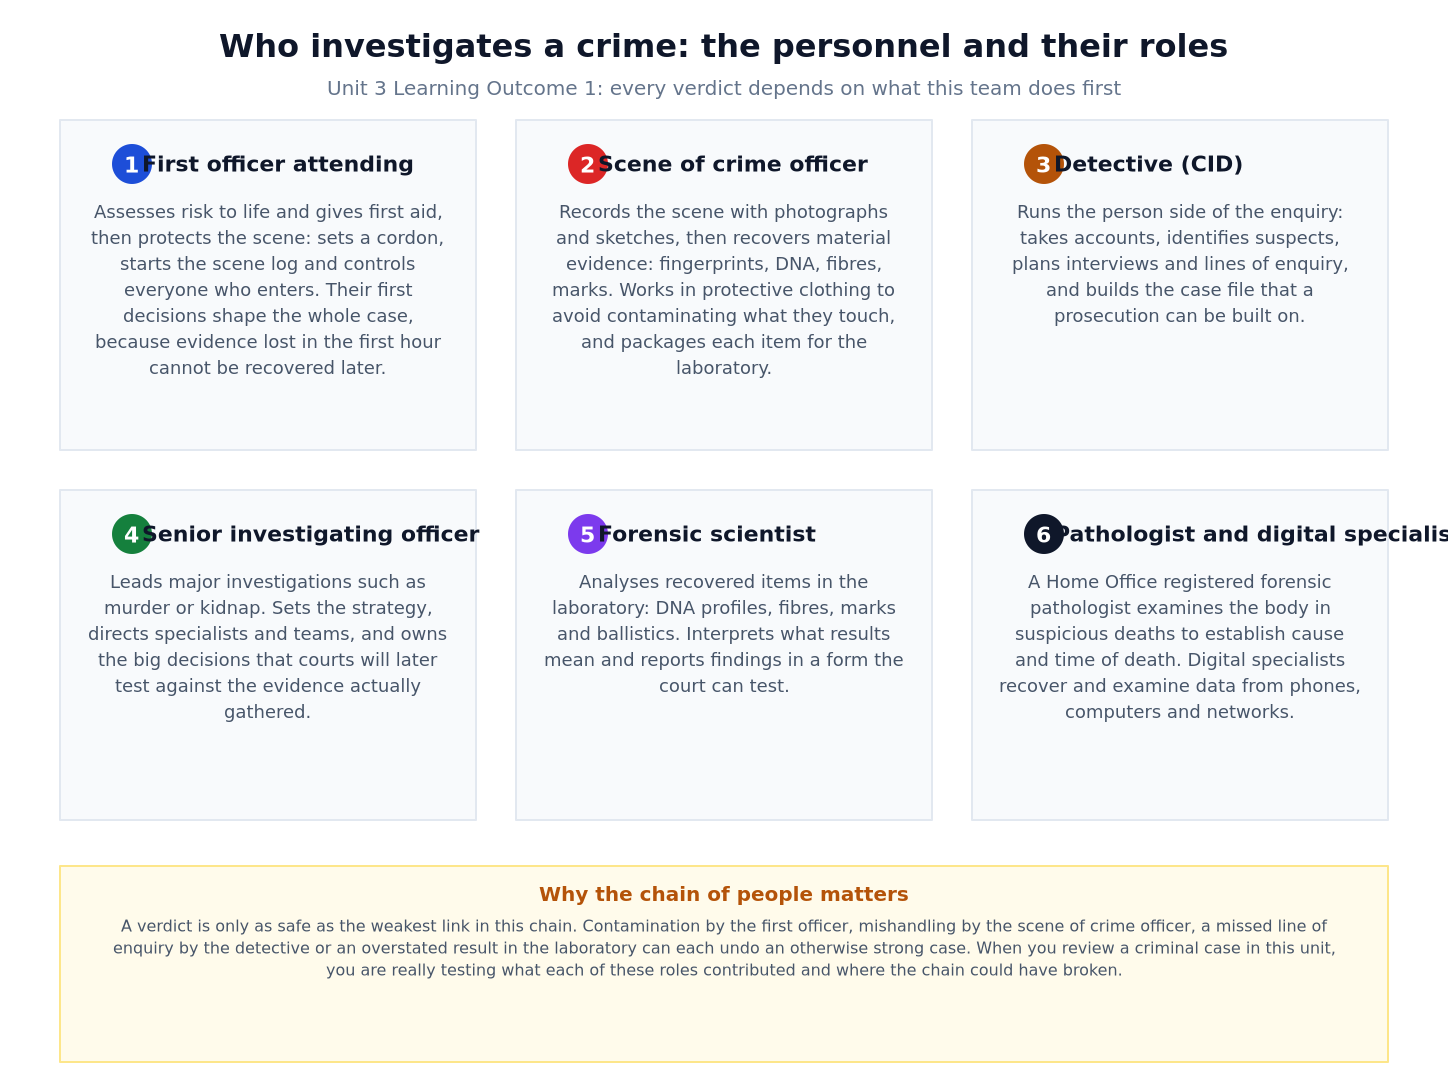 Who investigates a crime: the personnel and their roles
Unit 3 Learning Outcome 1: every verdict depends on what this team does first
1 First officer attending
Assesses risk to life and gives first aid,
then protects the scene: sets a cordon,
starts the scene log and controls
everyone who enters. Their first
decisions shape the whole case,
because evidence lost in the first hour
cannot be recovered later.
2 Scene of crime officer
Records the scene with photographs
and sketches, then recovers material
evidence: fingerprints, DNA, fibres,
marks. Works in protective clothing to
avoid contaminating what they touch,
and packages each item for the
laboratory.
3 Detective (CID)
Runs the person side of the enquiry:
takes accounts, identifies suspects,
plans interviews and lines of enquiry,
and builds the case file that a
prosecution can be built on.
4 Senior investigating officer
Leads major investigations such as
murder or kidnap. Sets the strategy,
directs specialists and teams, and owns
the big decisions that courts will later
test against the evidence actually
gathered.
5 Forensic scientist
Analyses recovered items in the
laboratory: DNA profiles, fibres, marks
and ballistics. Interprets what results
mean and reports findings in a form the
court can test.
6 Pathologist and digital specialis
A Home Office registered forensic
pathologist examines the body in
suspicious deaths to establish cause
and time of death. Digital specialists
recover and examine data from phones,
computers and networks.
Why the chain of people matters
A verdict is only as safe as the weakest link in this chain. Contamination by the first officer, mishandling by the scene of crime officer, a missed line of
enquiry by the detective or an overstated result in the laboratory can each undo an otherwise strong case. When you review a criminal case in this unit,
you are really testing what each of these roles contributed and where the chain could have broken.